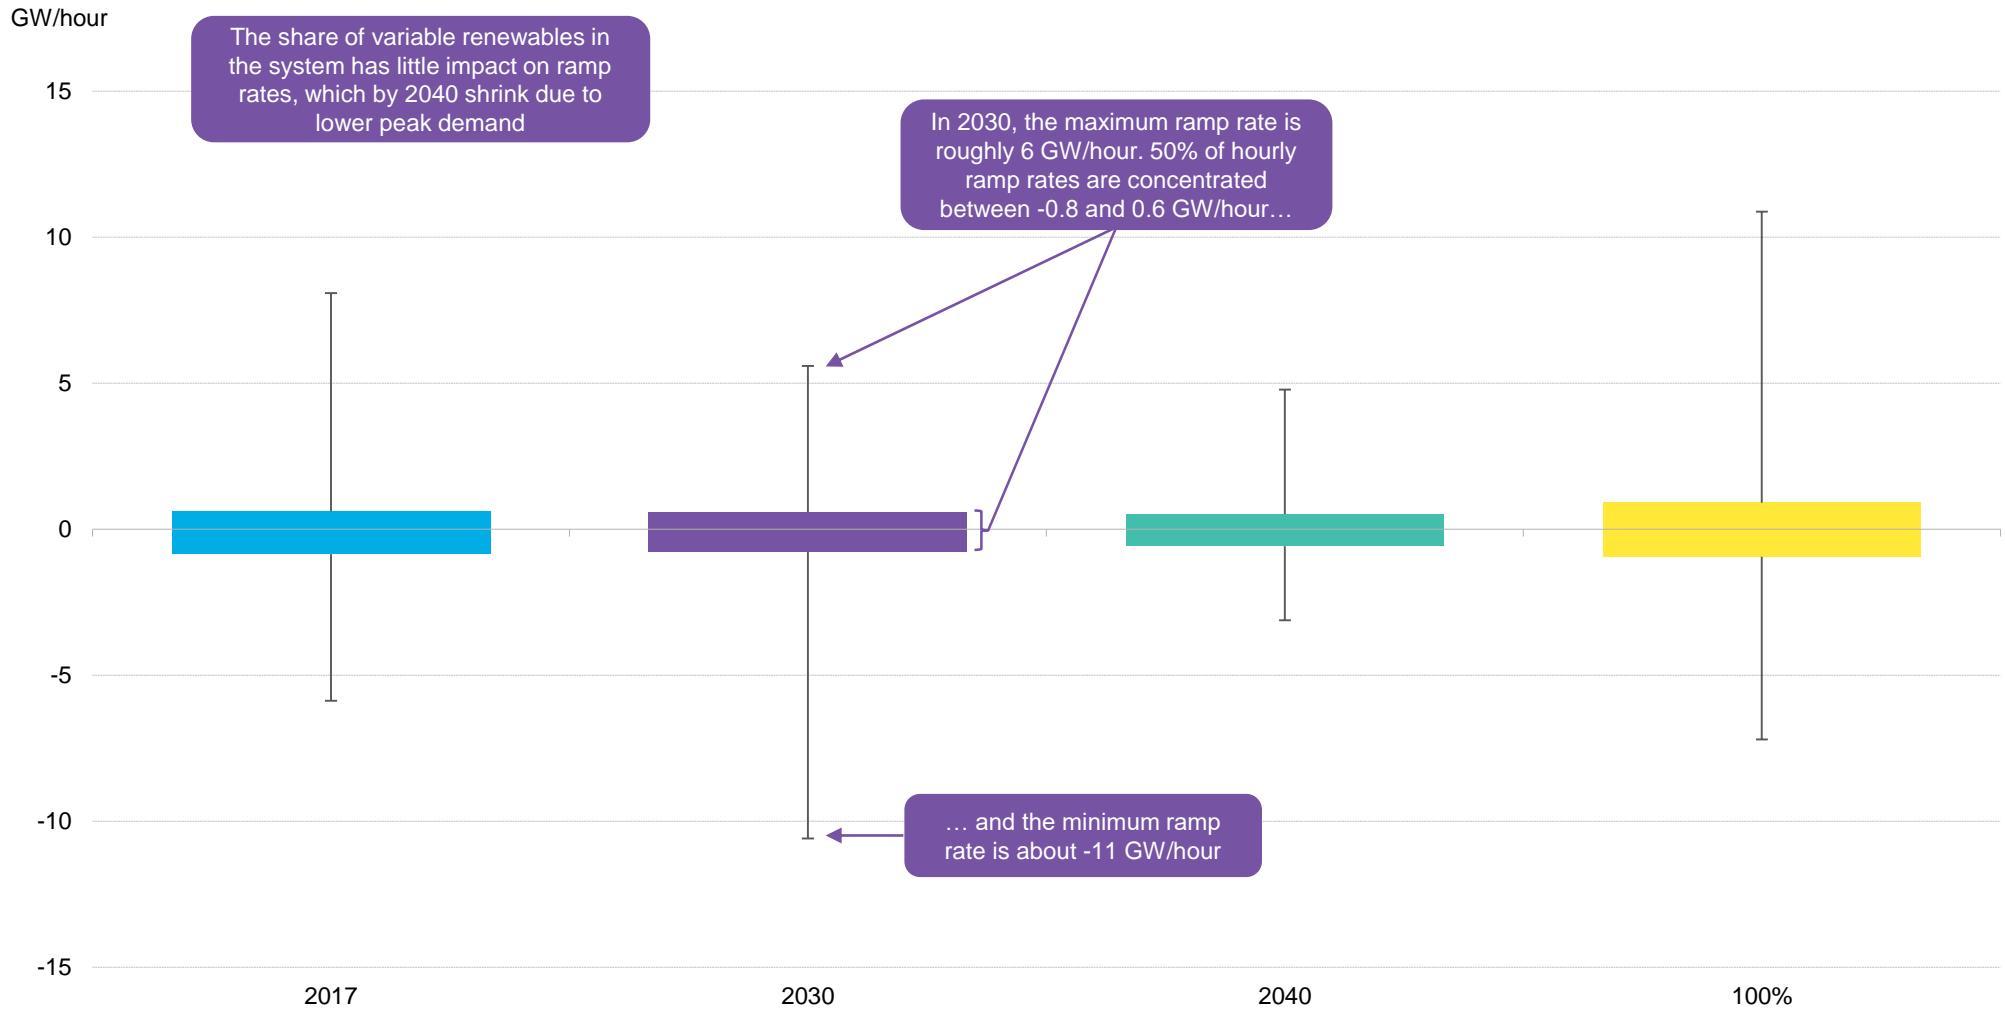 GW/hour
The share of variable renewables in
the system has little impact on ramp
rates, which by 2040 shrink due to
lower peak demand
15
In 2030, the maximum ramp rate is
roughly 6 GW/hour. 50% of hourly
ramp rates are concentrated
between -0.8 and 0.6 GW/hour…
10
5
0
-5
-10
… and the minimum ramp
rate is about -11 GW/hour
-15
2017
2030
2040
100%